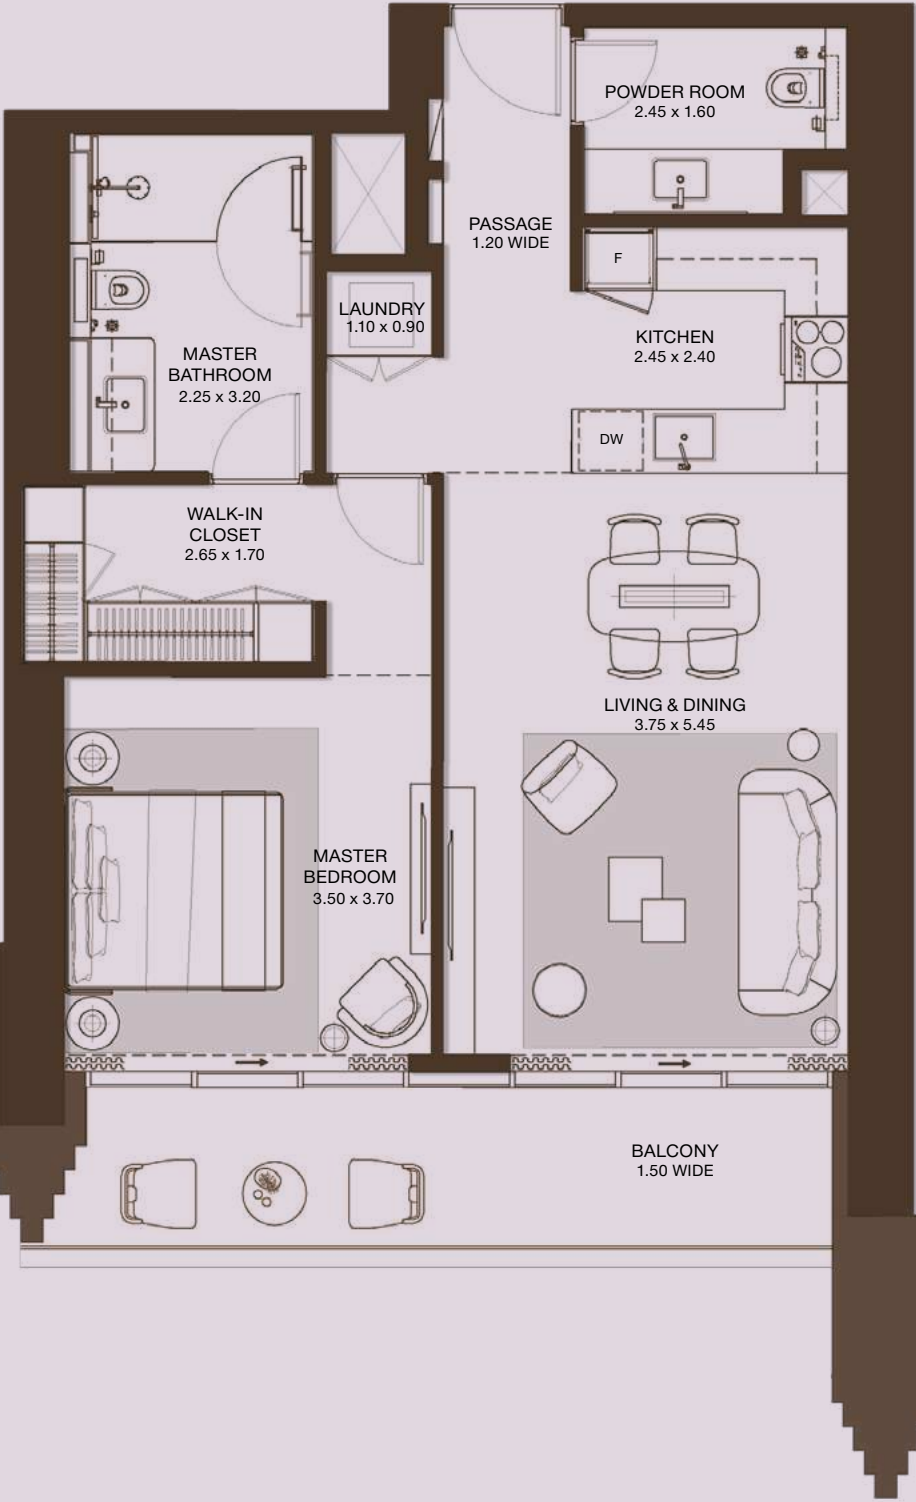 POWDER ROOM
2.45 x 1.60
PASSAGE
1.20 WIDE
F
LAUNDRY
1.10 x 0.90
KITCHEN
2.45 x 2.40
MASTER
BATHROOM
2.25 x 3.20
DW
WALK-IN
CLOSET
2.65 x 1.70
LIVING & DINING
3.75 x 5.45
MASTER
BEDROOM
3.50 x 3.70
BALCONY
1.50 WIDE